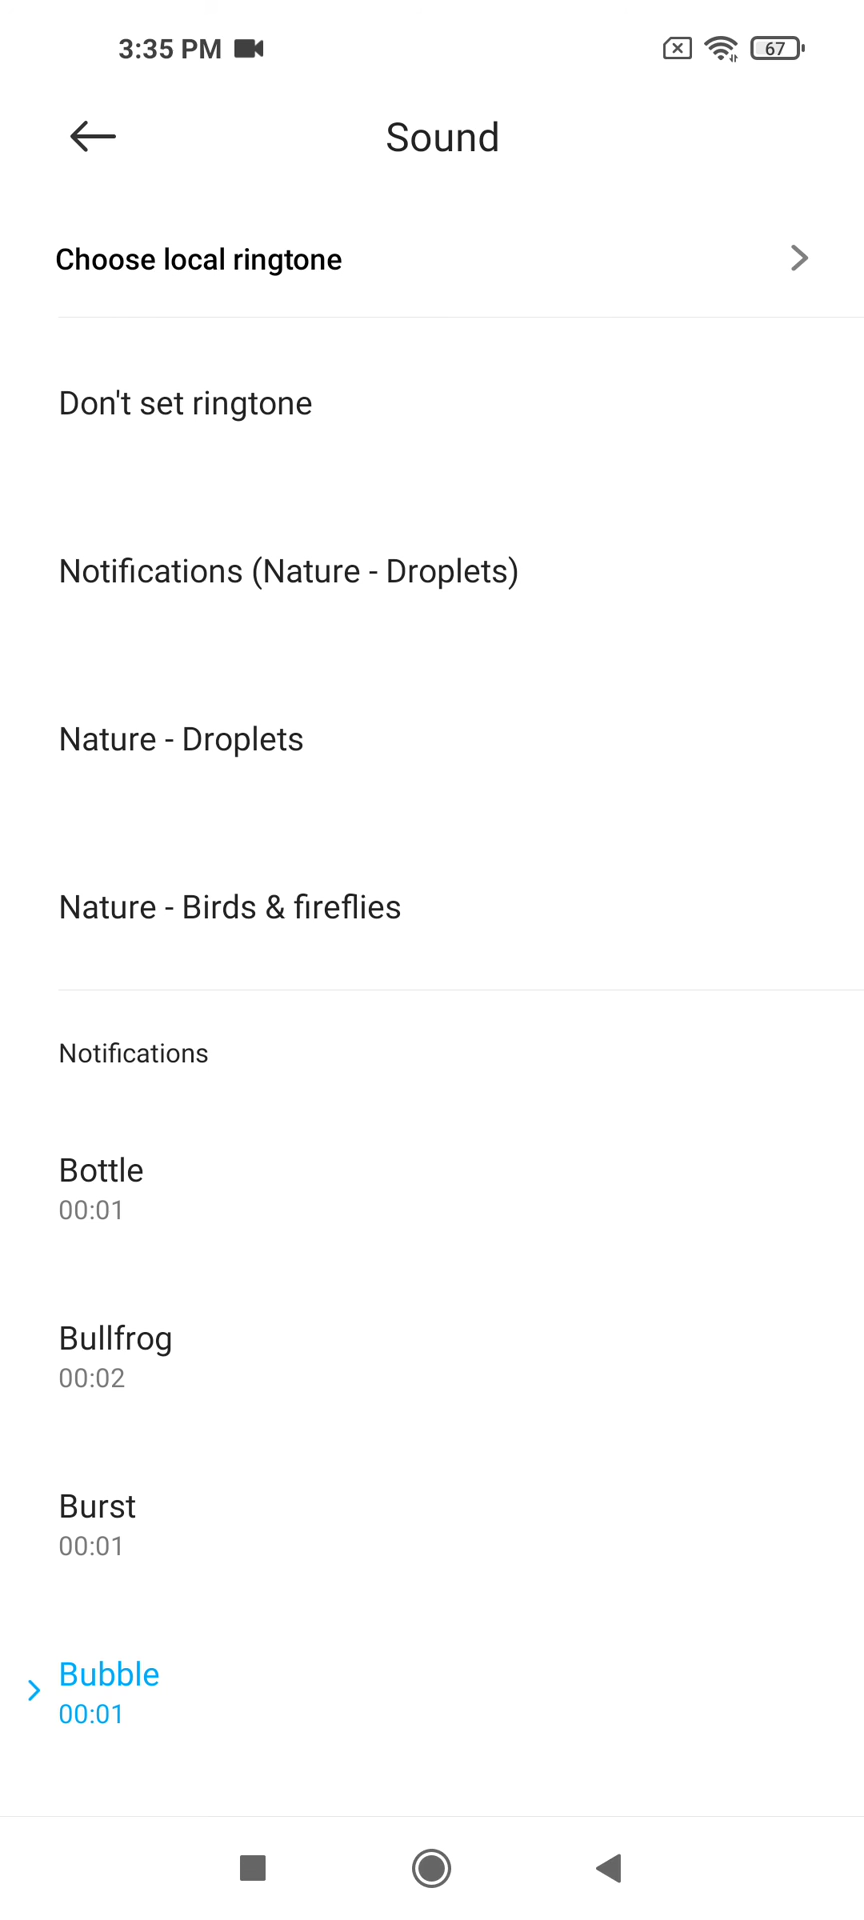 3:35 PM
67
Sound
Choose local ringtone
Don't set ringtone
Notifications (Nature - Droplets)
Nature - Droplets
Nature - Birds & fireflies
Notifications
Bottle
00:01
Bullfrog
00:02
Burst
00:01
Bubble
00:01